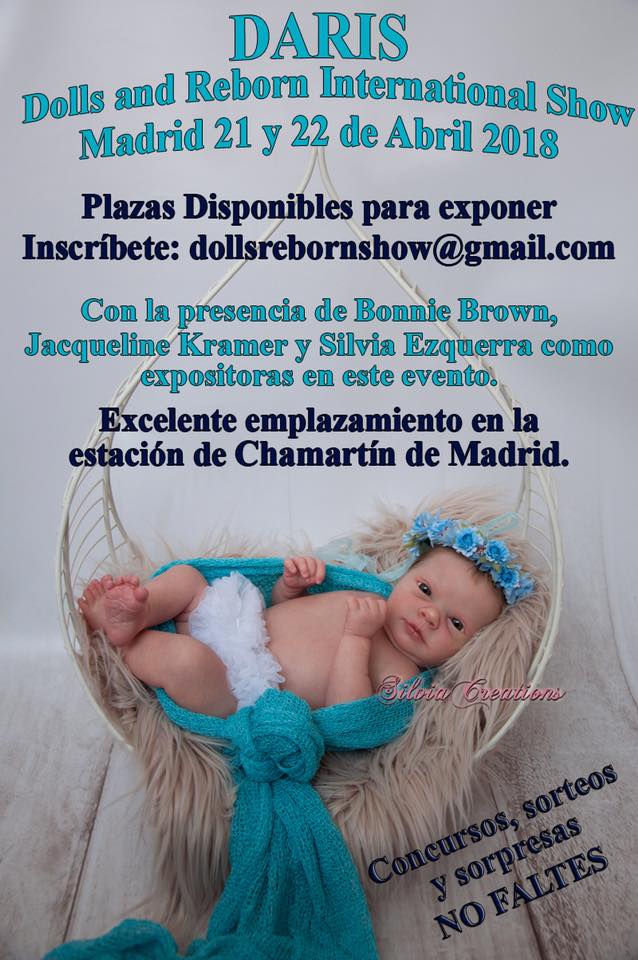 DARIS
Dolls and Reborn International Show
Madrid 21 y 22 de Abril 2018
Plazas Disponibles para exponer
Inscríbete: dollsrebornshow@gmail.com
Con la presencia de Bonnie Brown,
Jacqueline Kramer y Silvia Ezquerra como
expositoras en este evento.
Excelente emplazamiento en la
estación de Chamartín de Madrid.
Silvia Creations
Concursos, sorteos
y sorpresas
NO FALTES